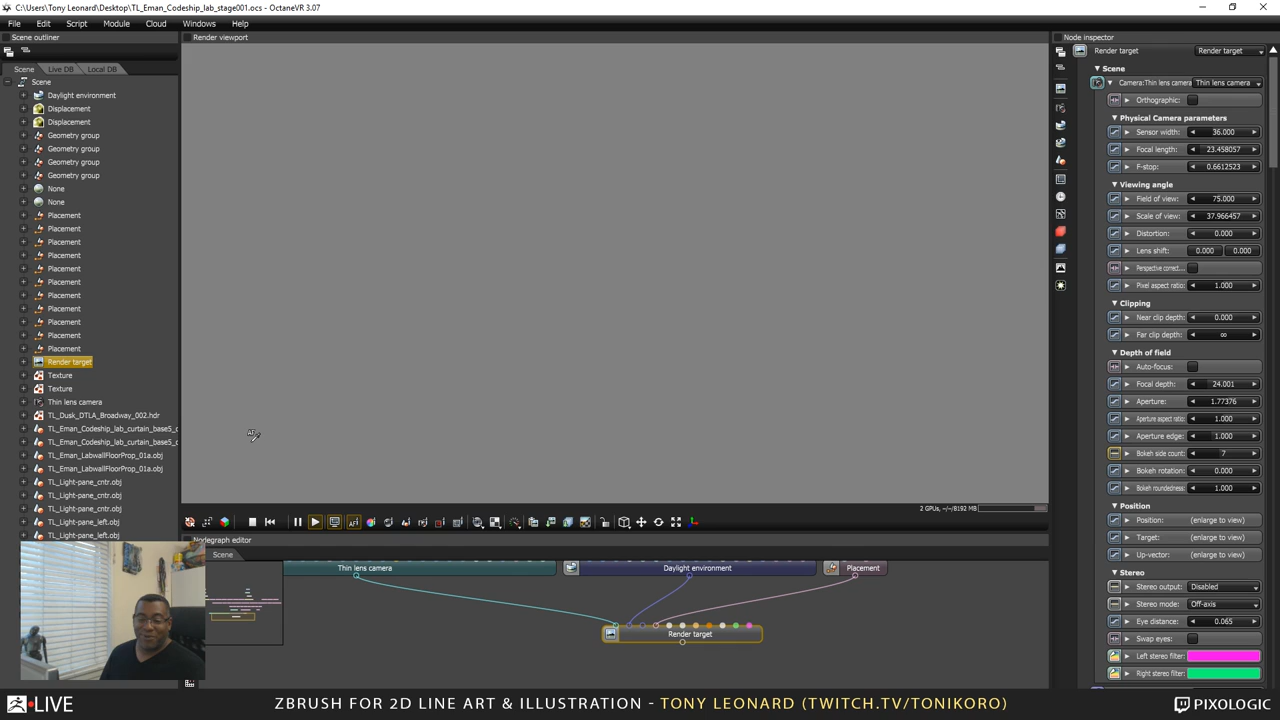 C:\Users\Tony Leonard\Desktop\TL_Eman_Codeship_lab_stage001.ocs - OctaneVR 3.07
File Edit Script Module Cloud Windows Help
Scene outliner
Scene Live DB Local DB
Scene
Daylight environment
Displacement
Displacement
Geometry group
Geometry group
Geometry group
Geometry group
None
None
Placement
Placement
Placement
Placement
Placement
Placement
Placement
Placement
Placement
Placement
Placement
Render target
Texture
Texture
Thin lens camera
TL_Dusk_DTLA_Broadway_002.hdr
TL_Eman_Codeship_lab_curtain_base5_c
TL_Eman_Codeship_lab_curtain_base5_c
TL_Eman_LabwallFloorProp_01a.obj
TL_Eman_LabwallFloorProp_01a.obj
TL_Light-pane_cntr.obj
TL_Light-pane_cntr.obj
TL_Light-pane_cntr.obj
TL_Light-pane_left.obj
TL_Light-pane_left.obj
Render viewport
AF
2 GPUs, -/-/8192 MB
Nodegraph editor
Scene
Thin lens camera Daylight environment Placement
Render target
Node inspector
Render target Render target
Scene
Camera:Thin lens camera Thin lens camera
Orthographic:
Physical Camera parameters
Sensor width: 36.000
Focal length: 23.458057
F-stop: 0.6612523
Viewing angle
Field of view: 75.000
Scale of view: 37.966457
Distortion: 0.000
Lens shift: 0.000 0.000
Perspective correct...
Pixel aspect ratio: 1.000
Clipping
Near clip depth: 0.000
Far clip depth: ∞
Depth of field
Auto-focus:
Focal depth: 24.001
Aperture: 1.77376
Aperture aspect ratio: 1.000
Aperture edge: 1.000
Bokeh side count: 7
Bokeh rotation: 0.000
Bokeh roundedness: 1.000
Position
Position: (enlarge to view)
Target: (enlarge to view)
Up-vector: (enlarge to view)
Stereo
Stereo output: Disabled
Stereo mode: Off-axis
Eye distance: 0.065
Swap eyes:
Left stereo filter:
Right stereo filter:
LIVE
ZBRUSH FOR 2D LINE ART & ILLUSTRATION - TONY LEONARD (TWITCH.TV/TONIKORO)
PIXOLOGIC